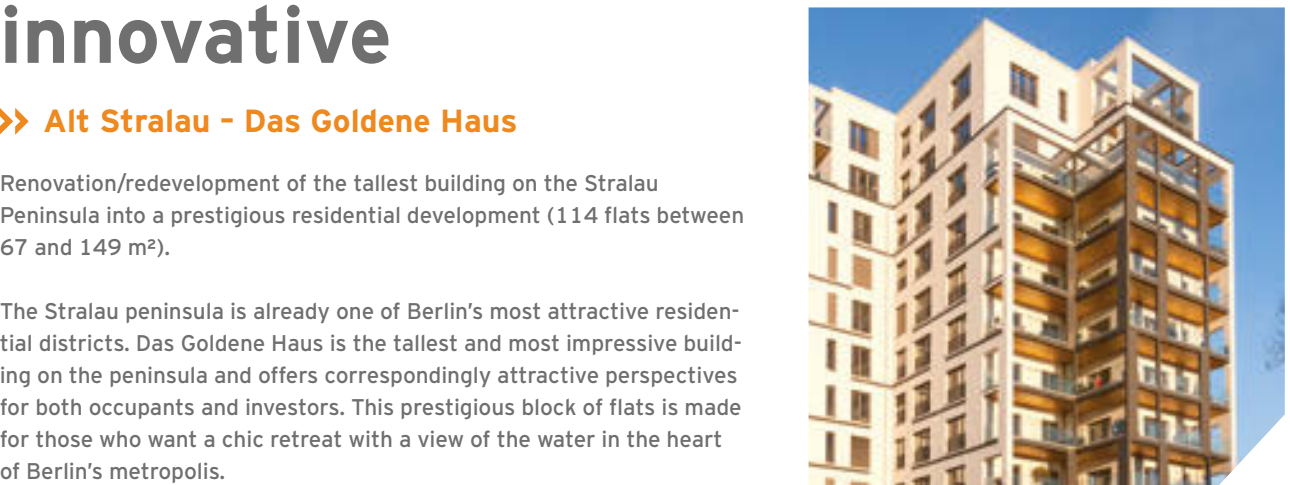 innovative
Alt Stralau – Das Goldene Haus
Renovation/redevelopment of the tallest building on the Stralau
Peninsula into a prestigious residential development (114 flats between
67 and 149 m²).
The Stralau peninsula is already one of Berlin's most attractive residen-
tial districts. Das Goldene Haus is the tallest and most impressive build-
ing on the peninsula and offers correspondingly attractive perspectives
for both occupants and investors. This prestigious block of flats is made
for those who want a chic retreat with a view of the water in the heart
of Berlin's metropolis.